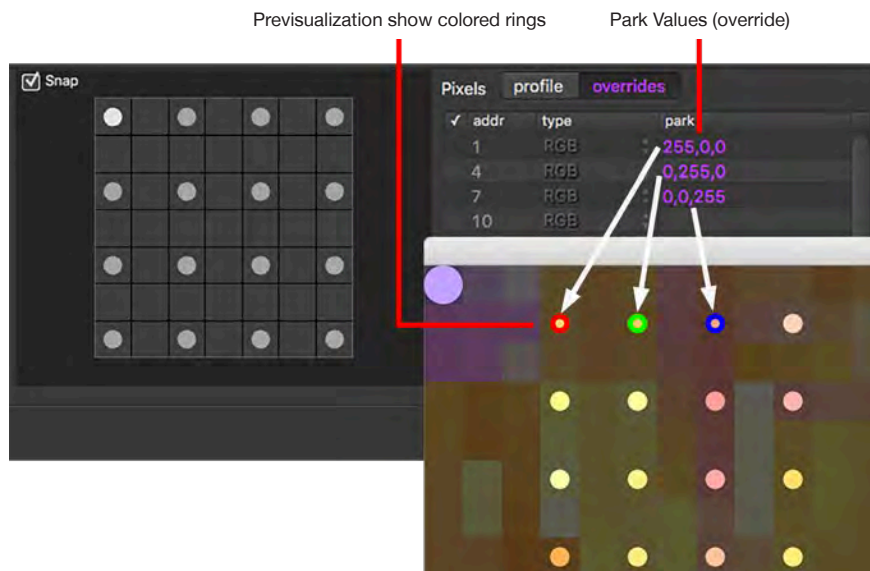 Previsualization show colored rings
Park Values (override)
Snap
Pixels profile overrides
✓ addr type park
1 RGB 255,0,0
4 RGB 0,255,0
7 RGB 0,0,255
10 RGB